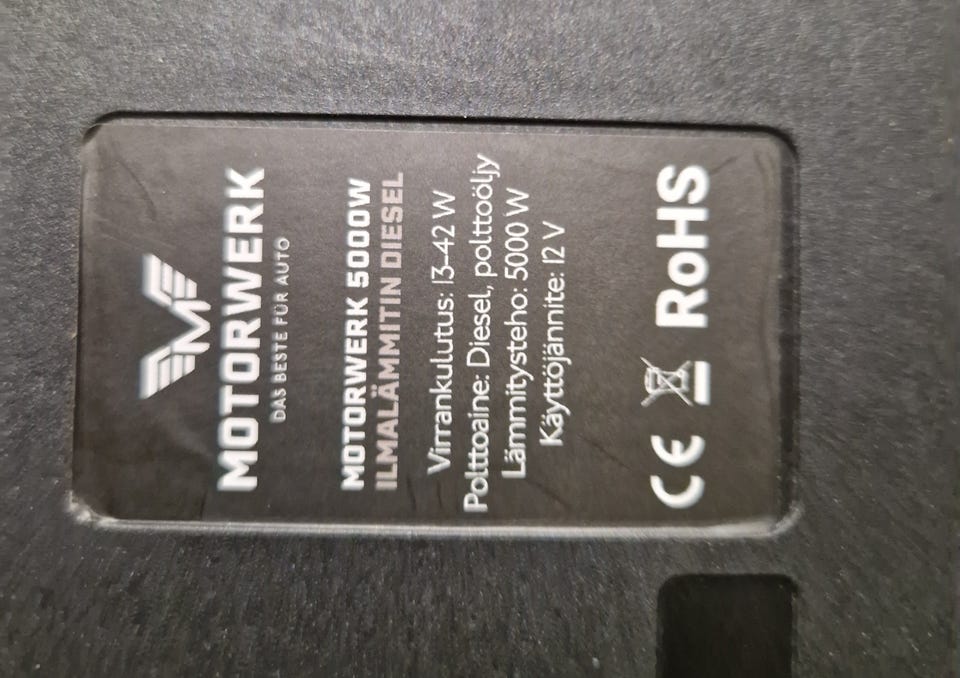 MOTORWERK
DAS BESTE FÜR AUTO
MOTORWERK 5000W
ILMALÄMMITIN DIESEL
Virrankulutus: 13-42 W
Polttoaine: Diesel, polttoöljy
Lämmitysteho: 5000 W
Käyttöjännite: 12 V
CE RoHS